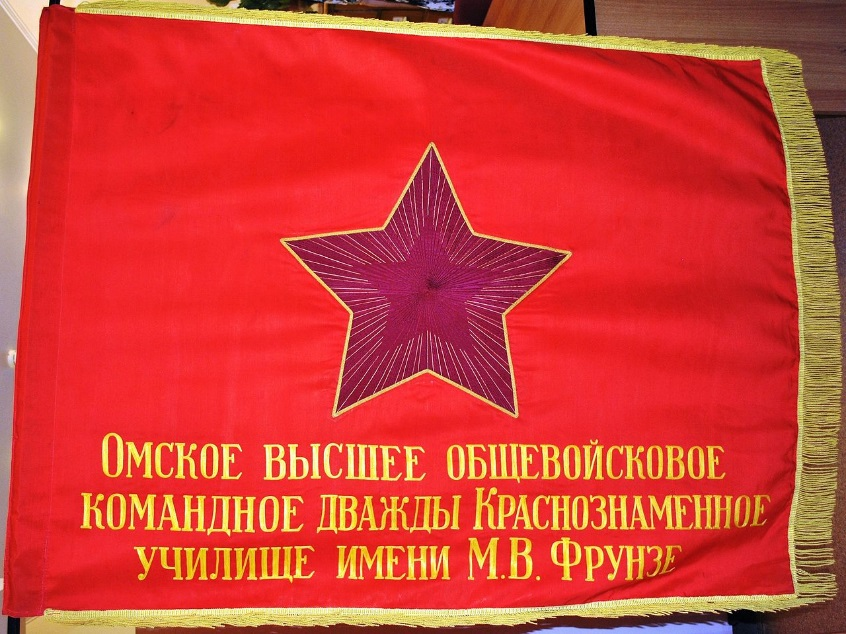 Омское высшее общевойсковое
командное дважды Краснознаменное
училище имени М.В. Фрунзе